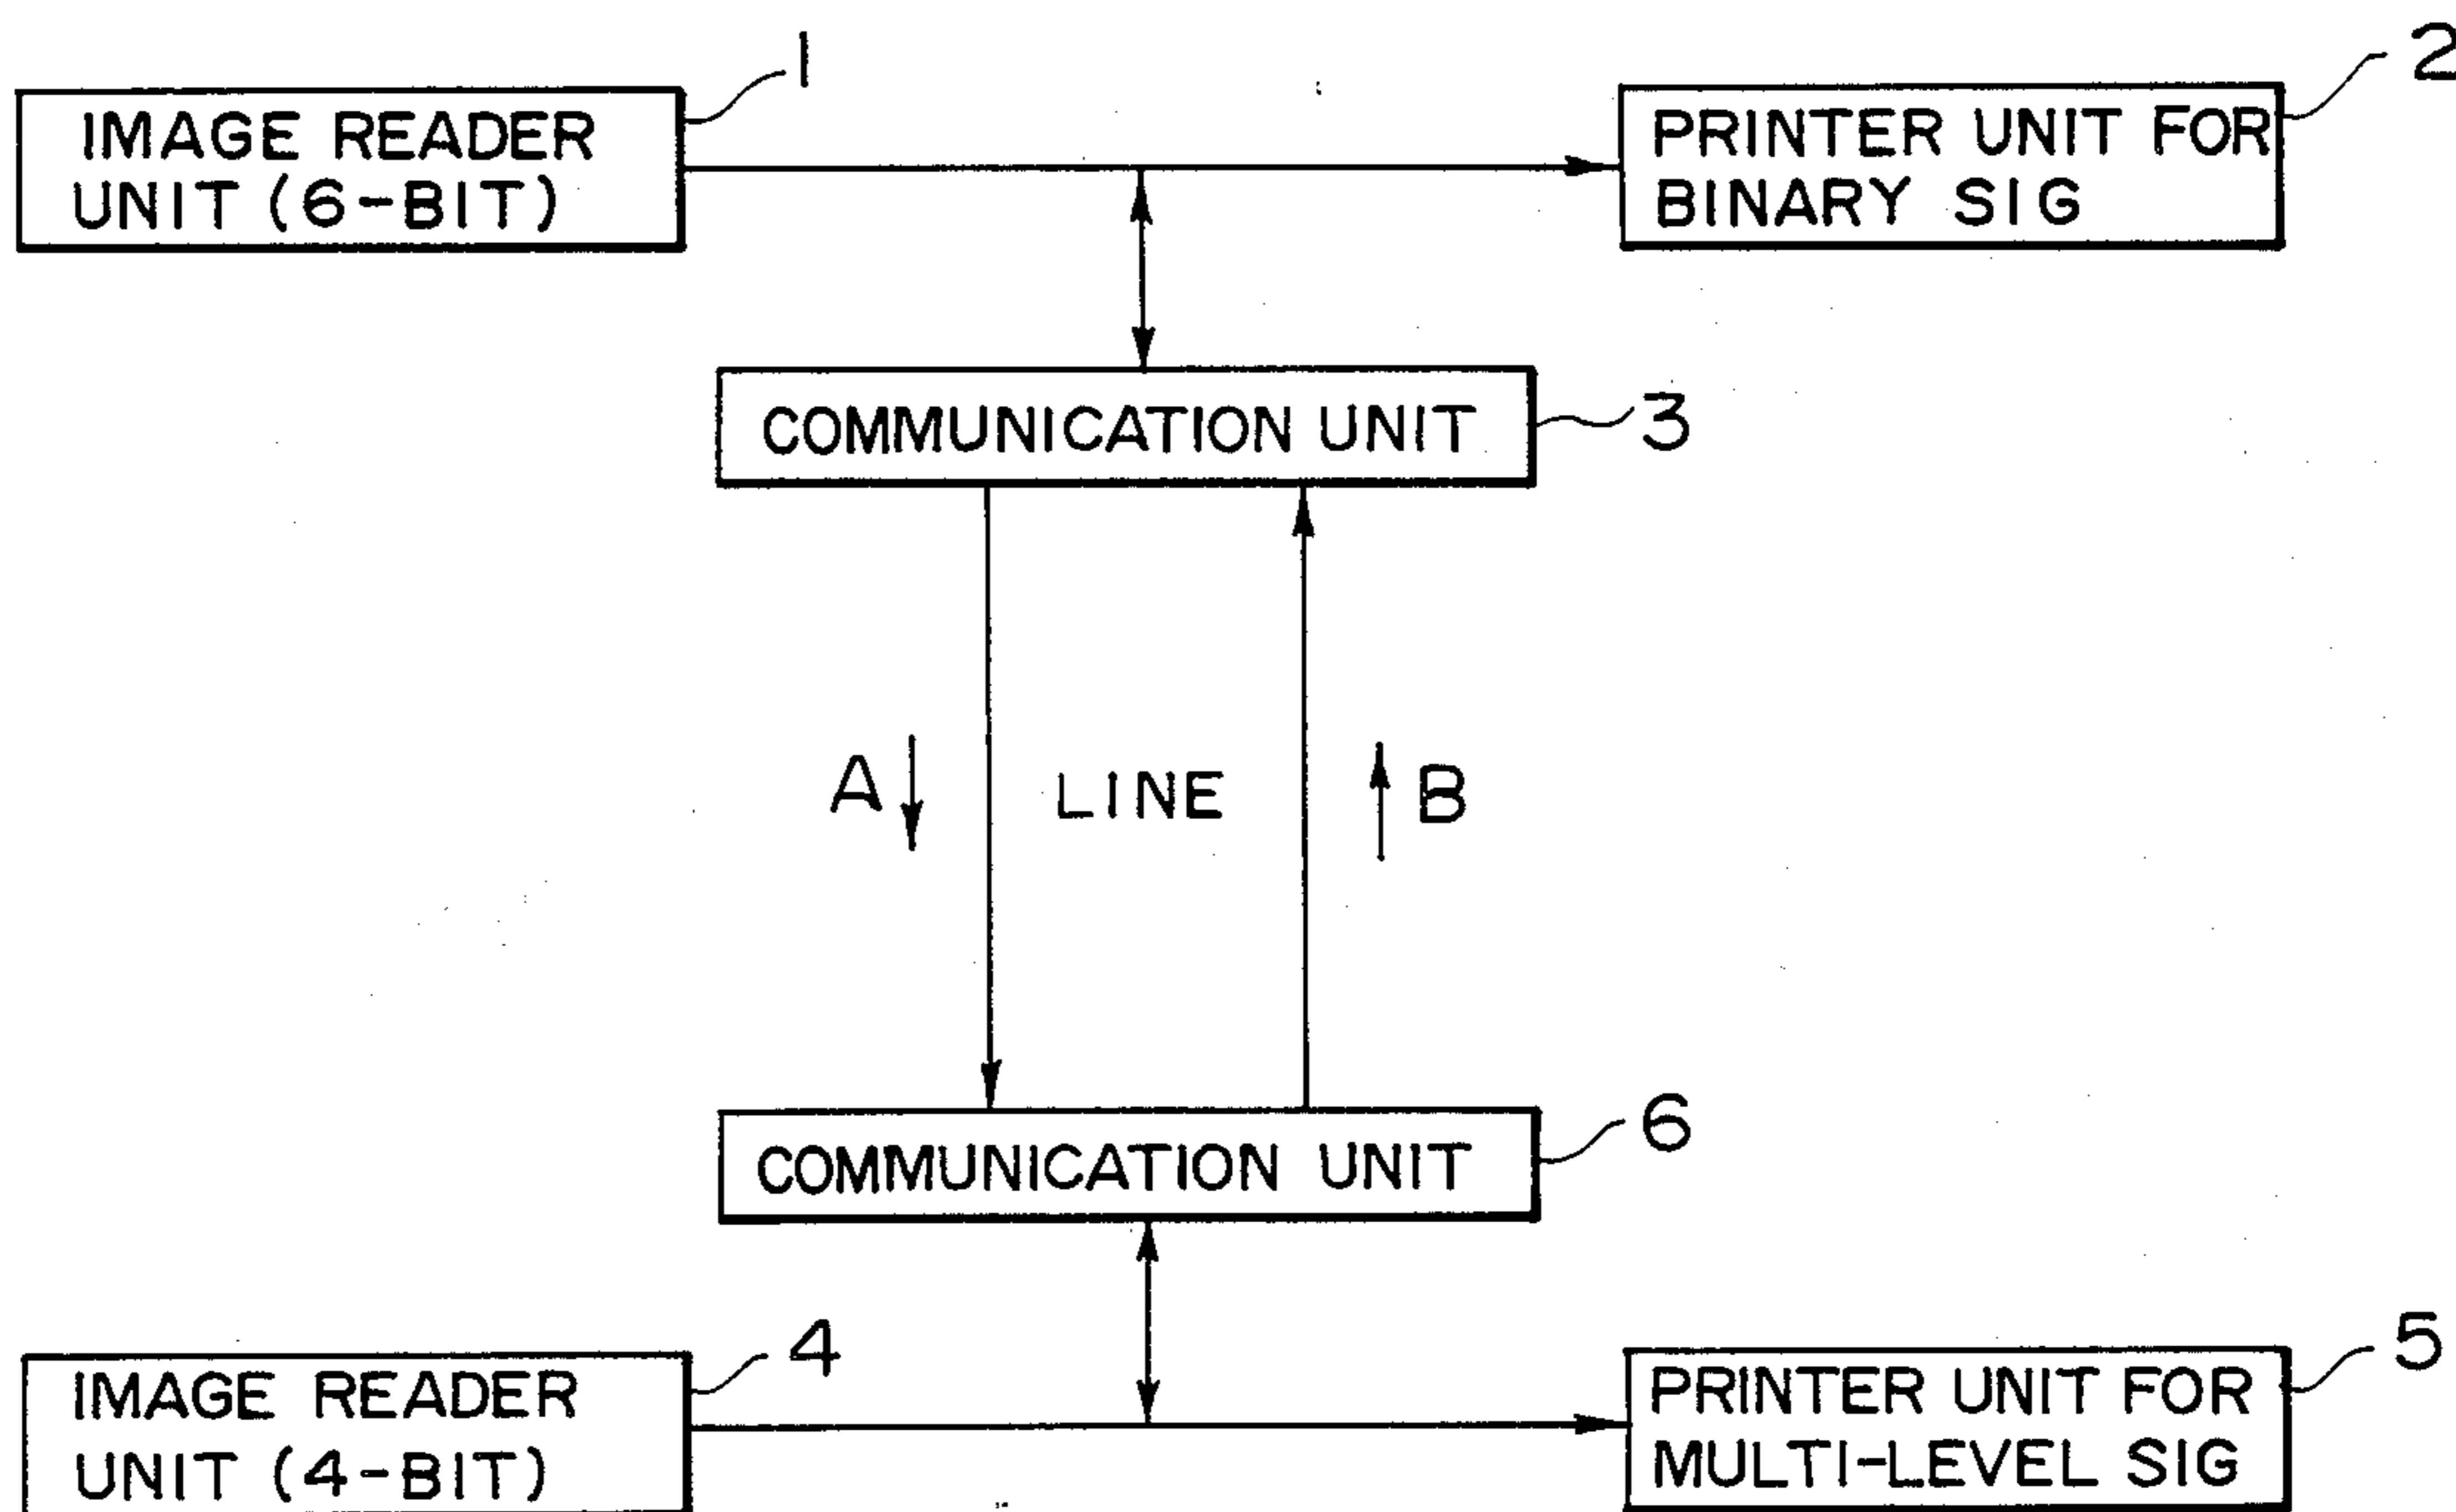 1
2
IMAGE READER
UNIT (6-BIT)
PRINTER UNIT FOR
BINARY SIG
COMMUNICATION UNIT
3
A
LINE
B
COMMUNICATION UNIT
6
4
5
IMAGE READER
UNIT (4-BIT)
PRINTER UNIT FOR
MULTI-LEVEL SIG